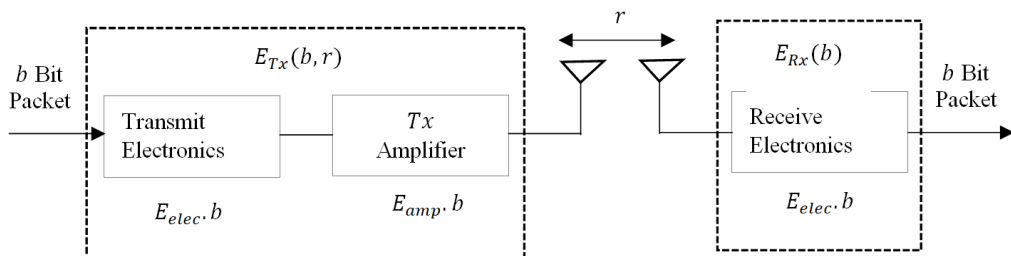 r
E_{Tx}(b, r)
E_{Rx}(b)
b Bit
Packet
b Bit
Packet
Transmit
Electronics
Tx
Amplifier
Receive
Electronics
E_{elec}. b
E_{amp}. b
E_{elec}. b